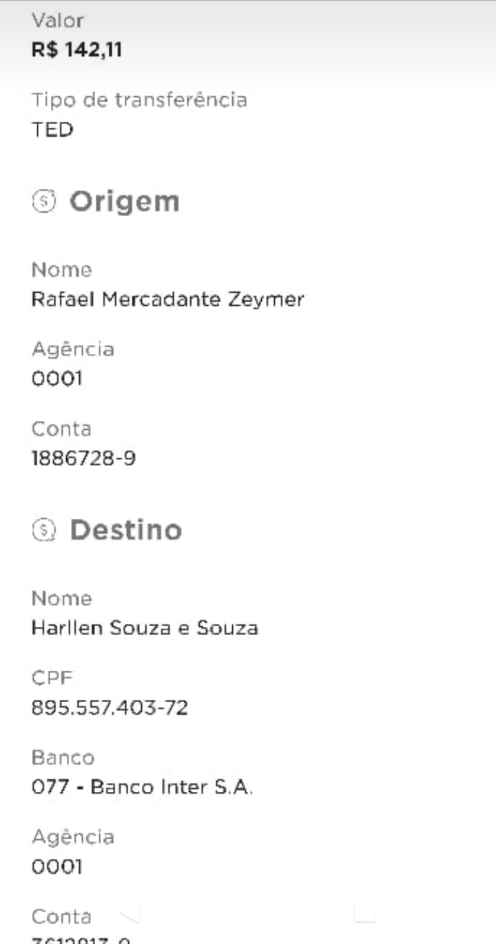 Valor
R$ 142,11
Tipo de transferência
TED
Origem
Nome
Rafael Mercadante Zeymer
Agência
0001
Conta
1886728-9
Destino
Nome
Harllen Souza e Souza
CPF
895.557.403-72
Banco
077 - Banco Inter S.A.
Agência
0001
Conta